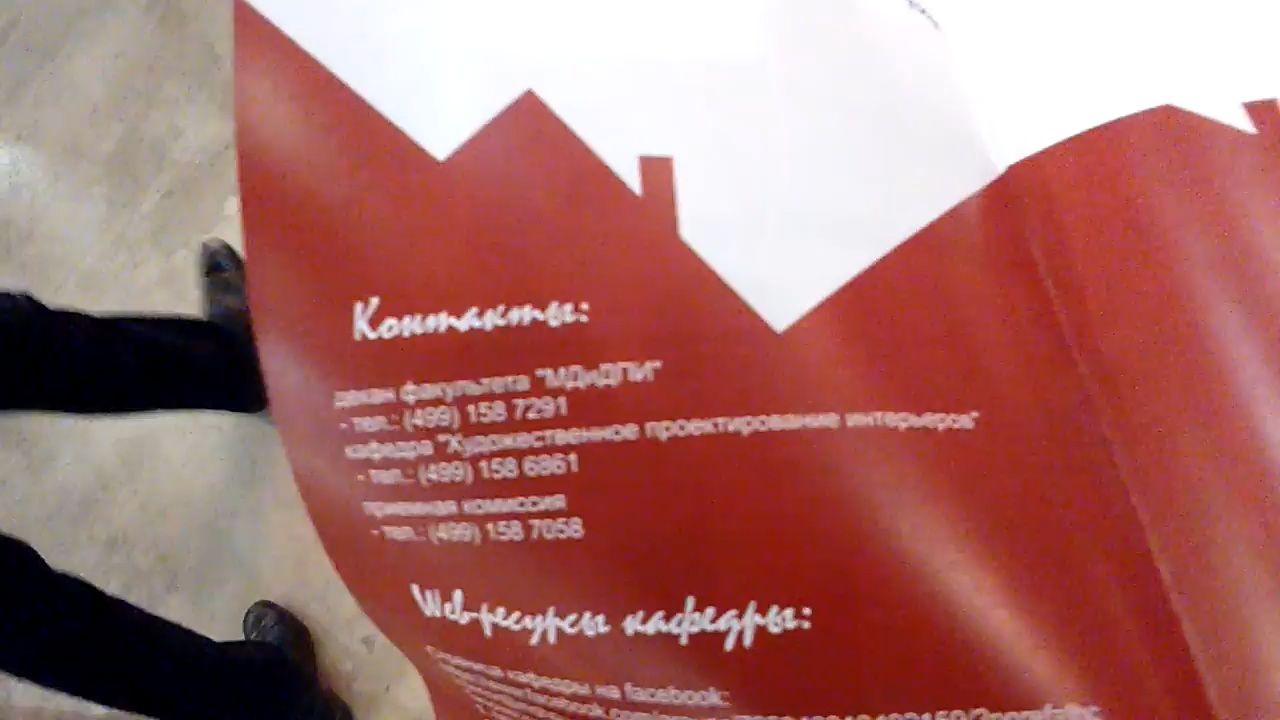 Контакты:
декан факультета "МДиДПИ"
- тел.: (499) 158 7291
кафедра "Художественное проектирование интерьеров"
- тел.: (499) 158 6861
приемная комиссия
- тел.: (499) 158 7058
Web-ресурсы кафедры:
Страница кафедры на facebook: